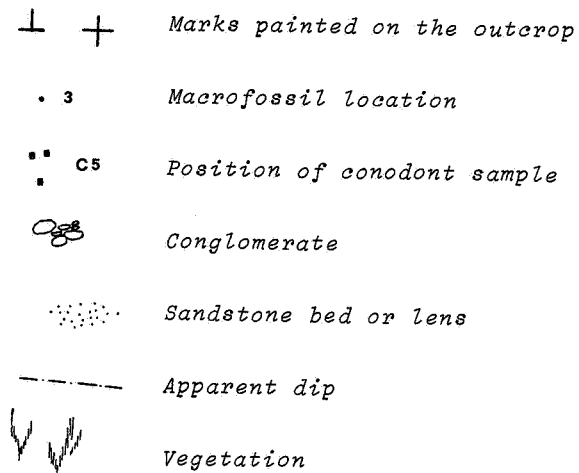 Marks painted on the outcrop
3 Macrofossil location
C5 Position of conodont sample
Conglomerate
Sandstone bed or lens
Apparent dip
Vegetation